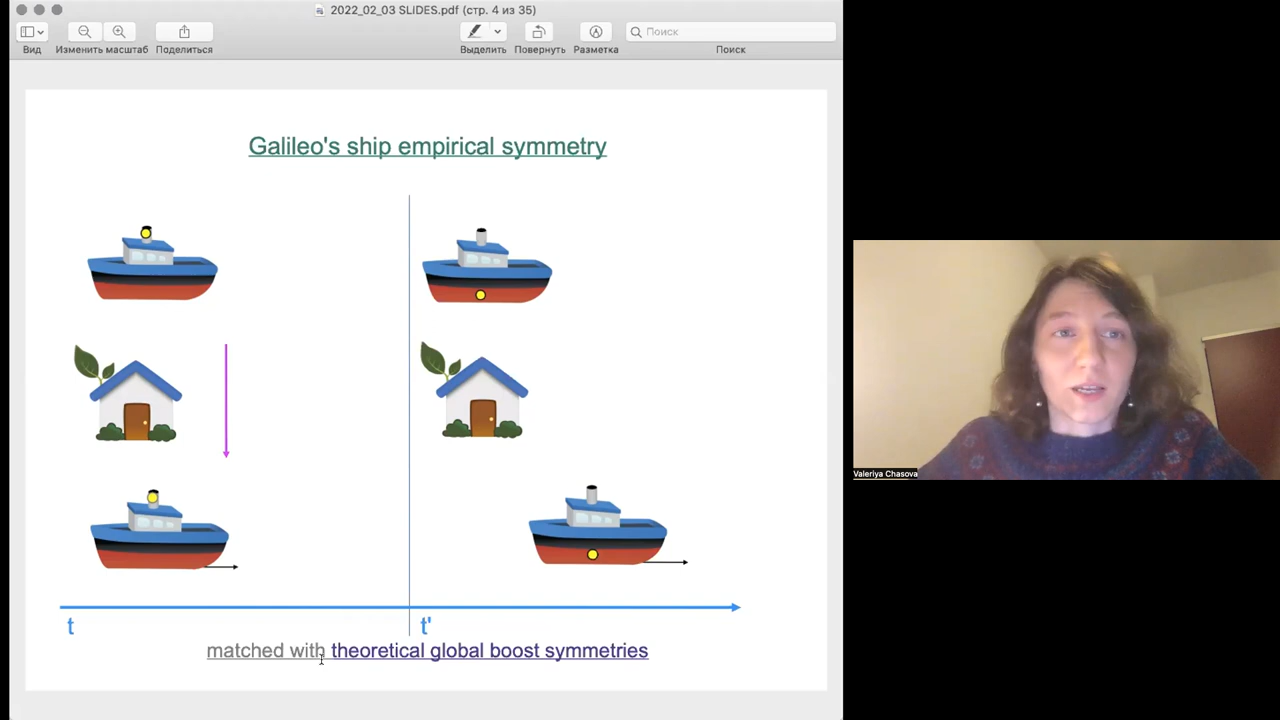 2022_02_03 SLIDES.pdf (стр. 4 из 35)
Вид
Изменить масштаб
Поделиться
Выделить
Повернуть
Разметка
Поиск
Поиск
Galileo's ship empirical symmetry
t
t'
matched with theoretical global boost symmetries
Valeriya Chasova